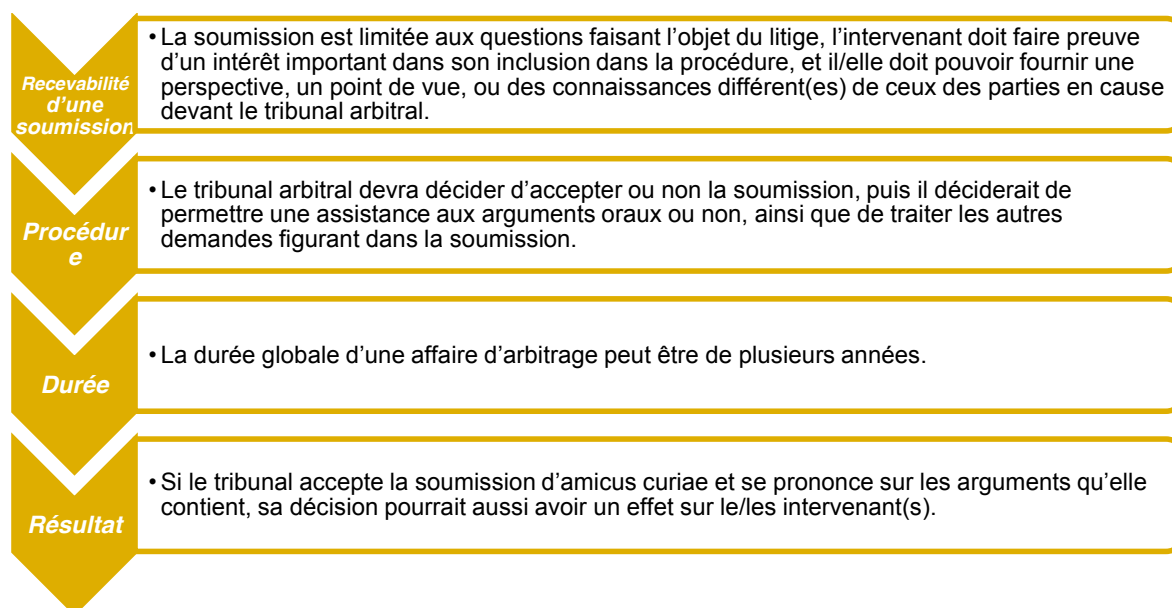 Recevabilité
d'une
soumission
• La soumission est limitée aux questions faisant l'objet du litige, l'intervenant doit faire preuve
d'un intérêt important dans son inclusion dans la procédure, et il/elle doit pouvoir fournir une
perspective, un point de vue, ou des connaissances différent(es) de ceux des parties en cause
devant le tribunal arbitral.
Procédur
e
• Le tribunal arbitral devra décider d'accepter ou non la soumission, puis il déciderait de
permettre une assistance aux arguments oraux ou non, ainsi que de traiter les autres
demandes figurant dans la soumission.
Durée
• La durée globale d'une affaire d'arbitrage peut être de plusieurs années.
Résultat
• Si le tribunal accepte la soumission d'amicus curiae et se prononce sur les arguments qu'elle
contient, sa décision pourrait aussi avoir un effet sur le/les intervenant(s).